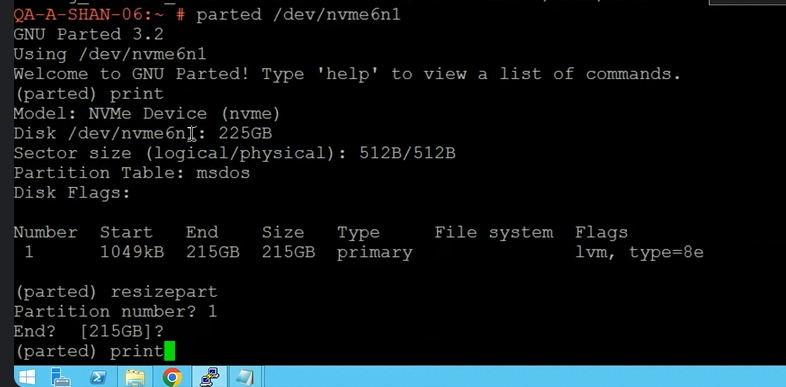 QA-A-SHAN-06:~ # parted /dev/nvme6n1
GNU Parted 3.2
Using /dev/nvme6n1
Welcome to GNU Parted! Type 'help' to view a list of commands.
(parted) print
Model: NVMe Device (nvme)
Disk /dev/nvme6n1: 225GB
Sector size (logical/physical): 512B/512B
Partition Table: msdos
Disk Flags:
Number Start End Size Type File system Flags
1 1049kB 215GB 215GB primary lvm, type=8e
(parted) resizepart
Partition number? 1
End? [215GB]?
(parted) print